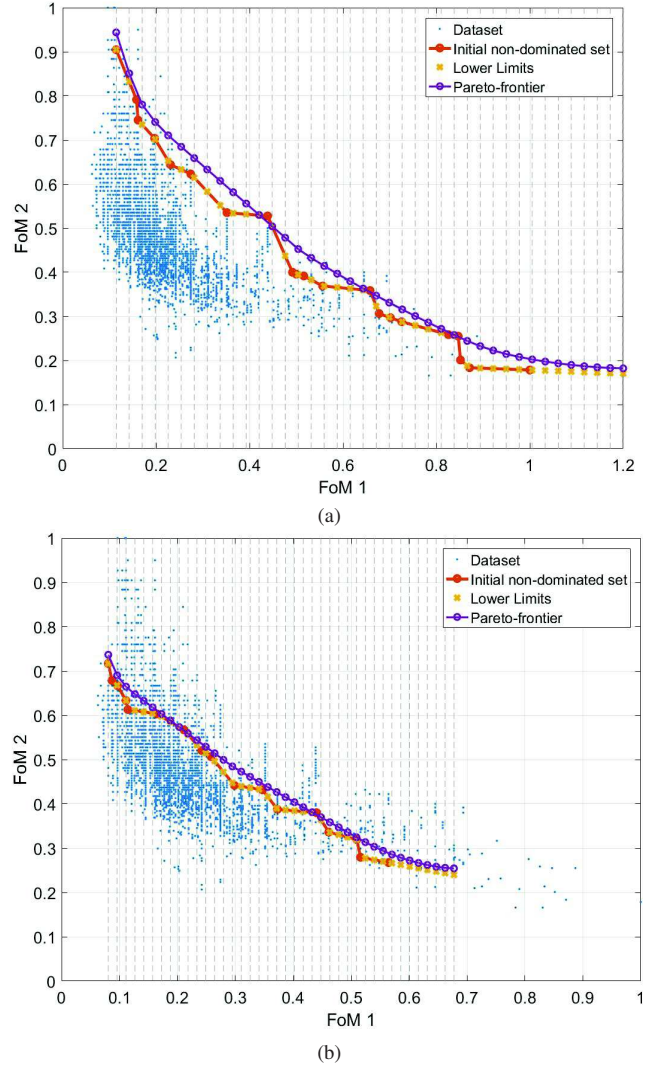 1
0.9
0.8
0.7
0.6
0.5
0.4
0.3
0.2
0.1
0
FoM 2
Dataset
Initial non-dominated set
Lower Limits
Pareto-frontier
0 0.2 0.4 0.6 0.8 1 1.2
FoM 1
(a)
1
0.9
0.8
0.7
0.6
0.5
0.4
0.3
0.2
0.1
0
FoM 2
Dataset
Initial non-dominated set
Lower Limits
Pareto-frontier
0 0.1 0.2 0.3 0.4 0.5 0.6 0.7 0.8 0.9 1
FoM 1
(b)